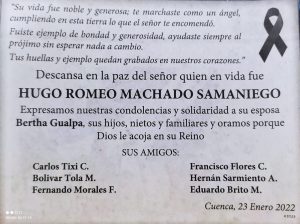 "Su vida fue noble y generosa; te marchaste como un ángel,
cumpliendo en esta tierra lo que el señor te encomendó.
Fuiste ejemplo de bondad y generosidad, ayudaste siempre al
prójimo sin esperar nada a cambio.
Tus huellas y ejemplo quedan grabados en nuestros corazones."
Descansa en la paz del señor quien en vida fue
HUGO ROMEO MACHADO SAMANIEGO
Expresamos nuestras condolencias y solidaridad a su esposa
Bertha Gualpa, sus hijos, nietos y familiares y oramos porque
Dios le acoja en su Reino
SUS AMIGOS:
Carlos Tixi C.
Bolivar Tola M.
Fernando Morales F.
Francisco Flores C.
Hernán Sarmiento A.
Eduardo Brito M.
Cuenca, 23 Enero 2022